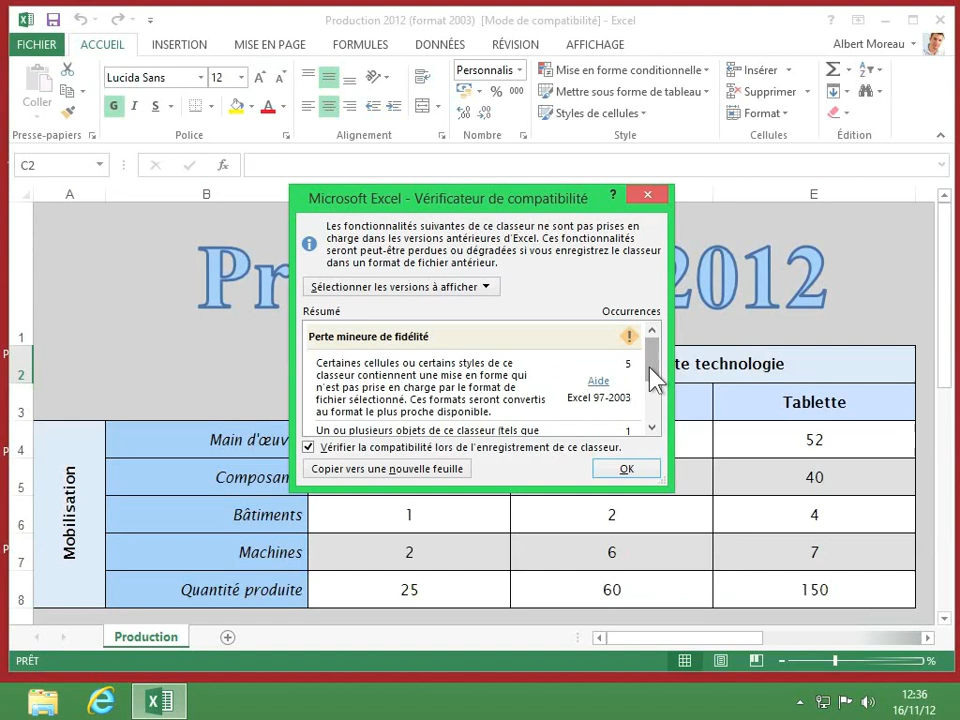 Production 2012 (format 2003) [Mode de compatibilité] - Excel
FICHIER ACCUEIL INSERTION MISE EN PAGE FORMULES DONNÉES RÉVISION AFFICHAGE Albert Moreau
Coller
Lucida Sans 12
G I S
Personnalis
% 000
Mise en forme conditionnelle
Mettre sous forme de tableau
Styles de cellules
Insérer
Supprimer
Format
Presse-papiers Police Alignement Nombre Style Cellules Édition
C2 fx
A B E
Microsoft Excel - Vérificateur de compatibilité
Les fonctionnalités suivantes de ce classeur ne sont pas prises en
charge dans les versions antérieures d'Excel. Ces fonctionnalités
seront peut-être perdues ou dégradées si vous enregistrez le classeur
dans un format de fichier antérieur.
Sélectionner les versions à afficher
Résumé Occurrences
Perte mineure de fidélité
Certaines cellules ou certains styles de ce 5
classeur contiennent une mise en forme qui
n'est pas prise en charge par le format de
fichier sélectionné. Ces formats seront convertis
au format le plus proche disponible.
Aide
Excel 97-2003
Un ou plusieurs objets de ce classeur (tels que 1
Vérifier la compatibilité lors de l'enregistrement de ce classeur.
Copier vers une nouvelle feuille OK
Pr 2012
1
2 te technologie
3 Tablette
4 Main d'œuv 52
5 Composan 40
6 Bâtiments 1 2 4
7 Machines 2 6 7
8 Quantité produite 25 60 150
Mobilisation
Production
PRÊT %
12:36
16/11/12